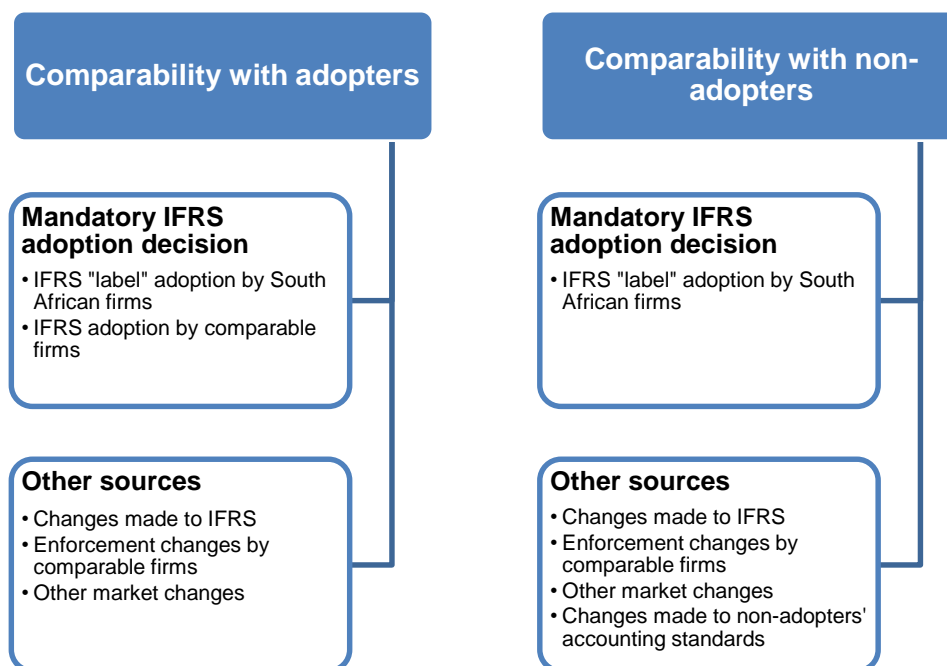 Comparability with adopters
Mandatory IFRS
adoption decision
• IFRS "label" adoption by South
African firms
• IFRS adoption by comparable
firms
Other sources
• Changes made to IFRS
• Enforcement changes by
comparable firms
• Other market changes
Comparability with non-
adopters
Mandatory IFRS
adoption decision
• IFRS "label" adoption by South
African firms
Other sources
• Changes made to IFRS
• Enforcement changes by
comparable firms
• Other market changes
• Changes made to non-adopters'
accounting standards